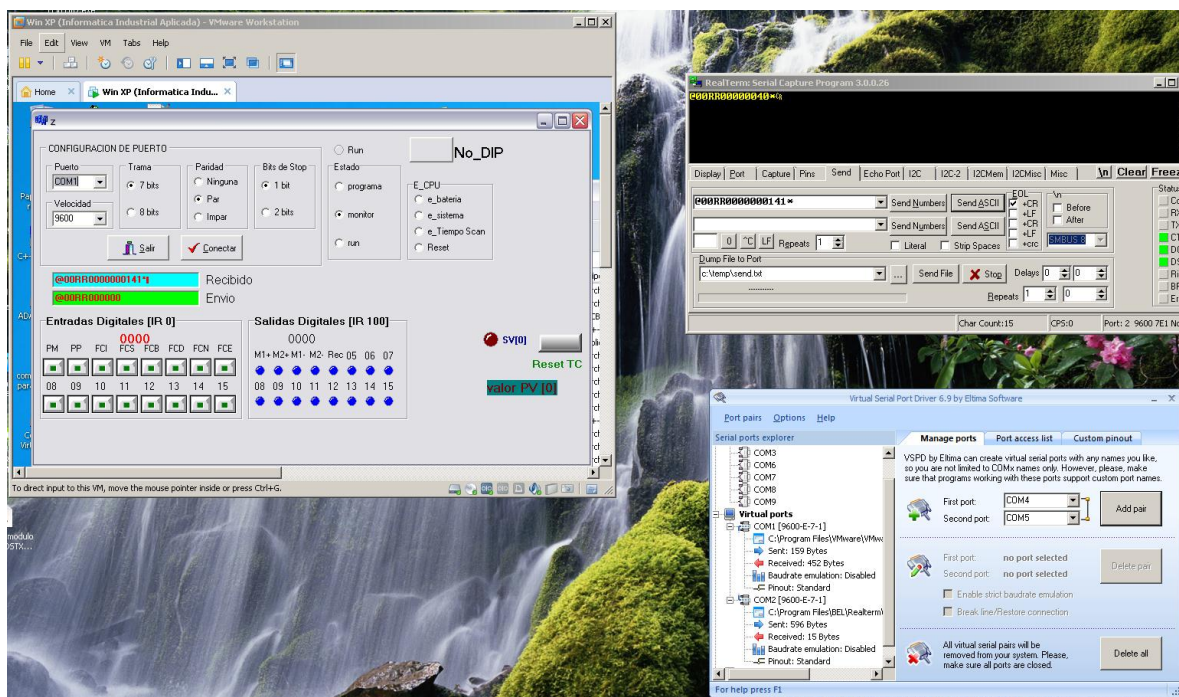 Win XP (Informatica Industrial Aplicada) - VMware Workstation
File Edit View VM Tabs Help
Home
Win XP (Informatica Indu...
z
CONFIGURACION DE PUERTO
Puerto
COM1
Velocidad
9600
Trama
7 bits
8 bits
Paridad
Ninguna
Par
Impar
Bits de Stop
1 bit
2 bits
Salir
Conectar
Run
Estado
programa
monitor
run
No_DIP
E_CPU
e_bateria
e_sistema
e_Tiempo Scan
Reset
@00RR0000000141*
Recibido
@00RR000000
Envio
Entradas Digitales [IR 0]
0000
PM PP FCI FCS FCB FCD FCN FCE
08 09 10 11 12 13 14 15
Salidas Digitales [IR 100]
0000
M1+ M2+ M1- M2- Rec 05 06 07
08 09 10 11 12 13 14 15
SV[0]
Reset TC
valor PV [0]
To direct input to this VM, move the mouse pointer inside or press Ctrl+G.
RealTerm: Serial Capture Program 3.0.0.26
@00RR00000040*
Display Port Capture Pins Send Echo Port I2C I2C-2 I2CMem I2CMisc Misc \n Clear Freez
@00RR0000000141*
Send Numbers
Send ASCII
Send Numbers
Send ASCII
EOL
+CR
+LF
+CR
+LF
+crc
\n
Before
After
SMBUS 8
0 ^C LF Repeats 1
Literal
Strip Spaces
Dump File to Port
c:\temp\send.txt
...
Send File
Stop
Delays 0 0
Repeats 1 0
Char Count:15
CPS:0
Port: 2 9600 7E1 No
Virtual Serial Port Driver 6.9 by Eltima Software
Port pairs Options Help
Serial ports explorer
COM3
COM6
COM7
COM8
COM9
Virtual ports
COM1 [9600-E-7-1]
C:\Program Files\VMware\VMwa
Sent: 159 Bytes
Received: 452 Bytes
Baudrate emulation: Disabled
Pinout: Standard
COM2 [9600-E-7-1]
C:\Program Files\BEL\Realterm
Sent: 596 Bytes
Received: 15 Bytes
Baudrate emulation: Disabled
Pinout: Standard
Manage ports
Port access list
Custom pinout
VSPD by Eltima can create virtual serial ports with any names you like,
so you are not limited to COMx names only. However, please, make
sure that programs working with these ports support custom port names.
First port: COM4
Second port: COM5
Add pair
First port: no port selected
Second port: no port selected
Delete pair
Enable strict baudrate emulation
Break line/Restore connection
All virtual serial pairs will be
removed from your system. Please,
make sure all ports are closed.
Delete all
For help press F1